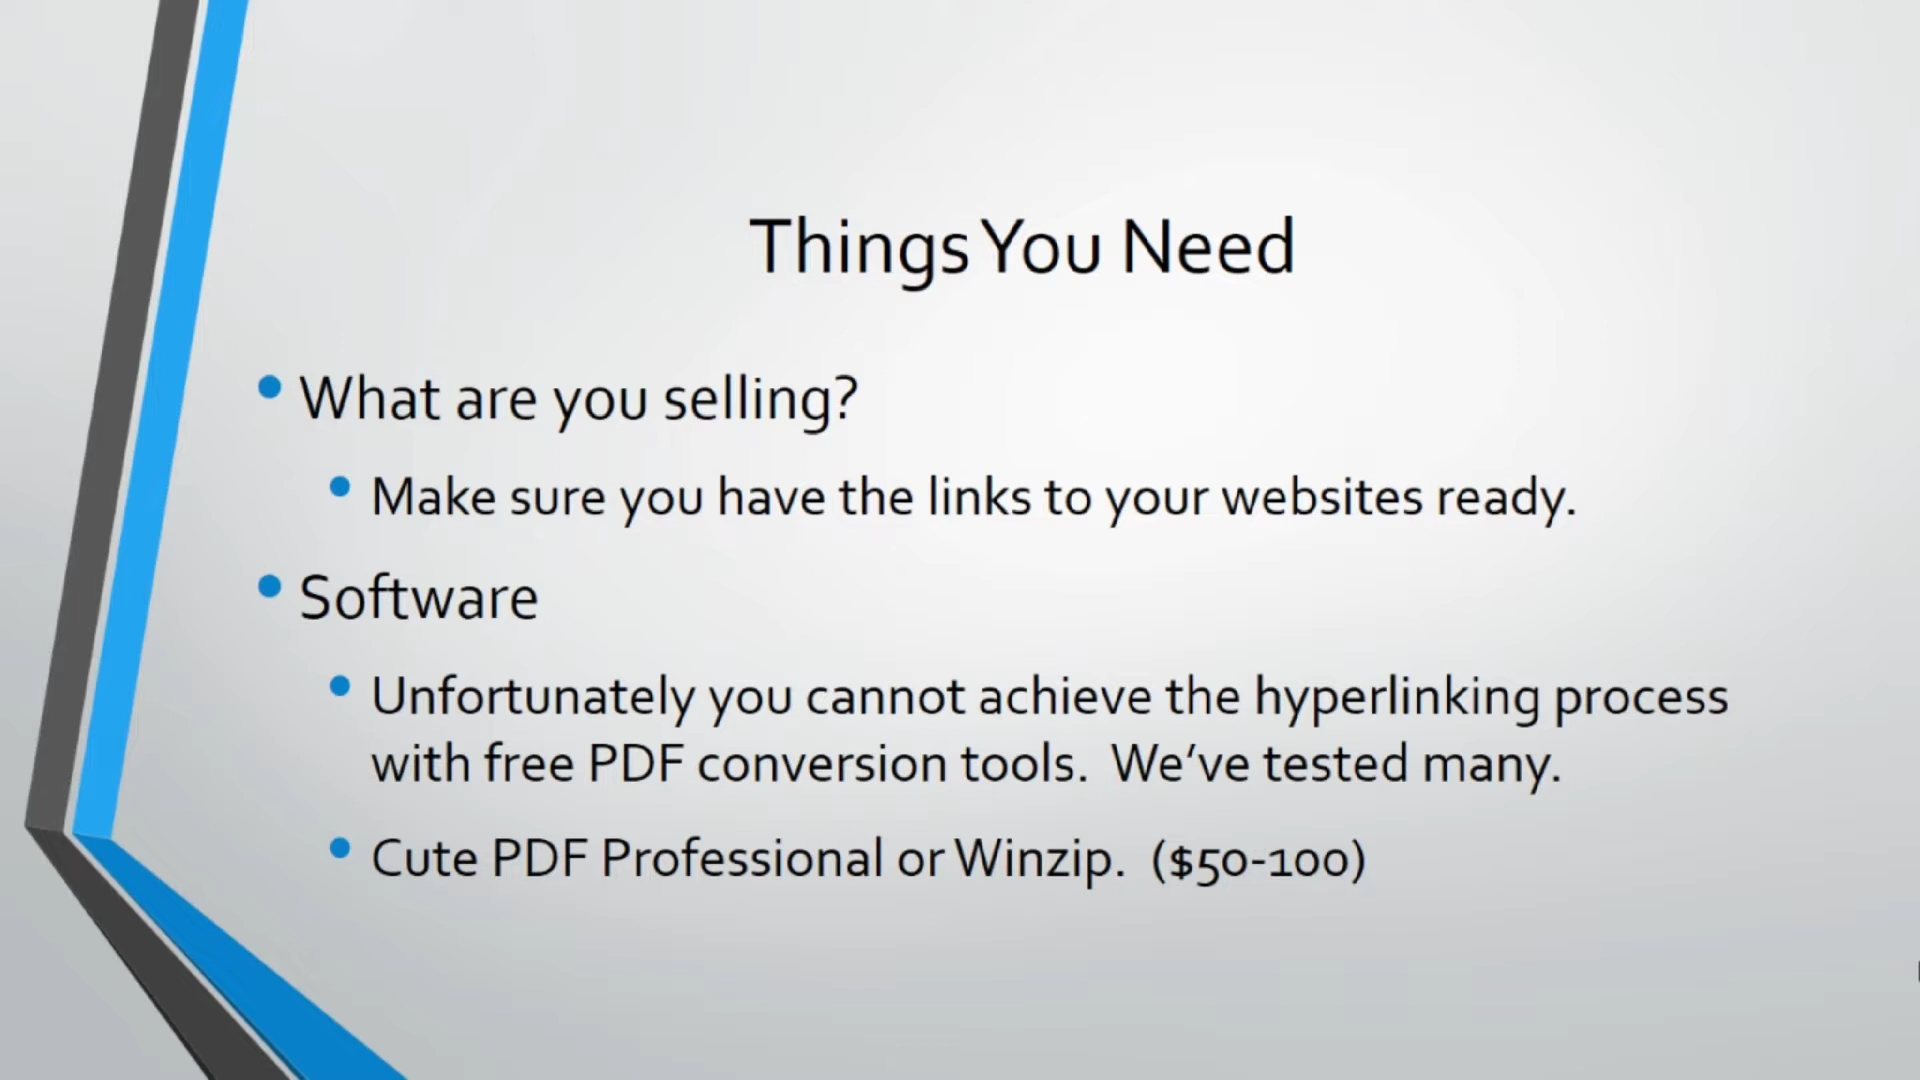 Things You Need
What are you selling?
Make sure you have the links to your websites ready.
Software
Unfortunately you cannot achieve the hyperlinking process
with free PDF conversion tools.  We’ve tested many.
Cute PDF Professional or Winzip.  ($50-100)